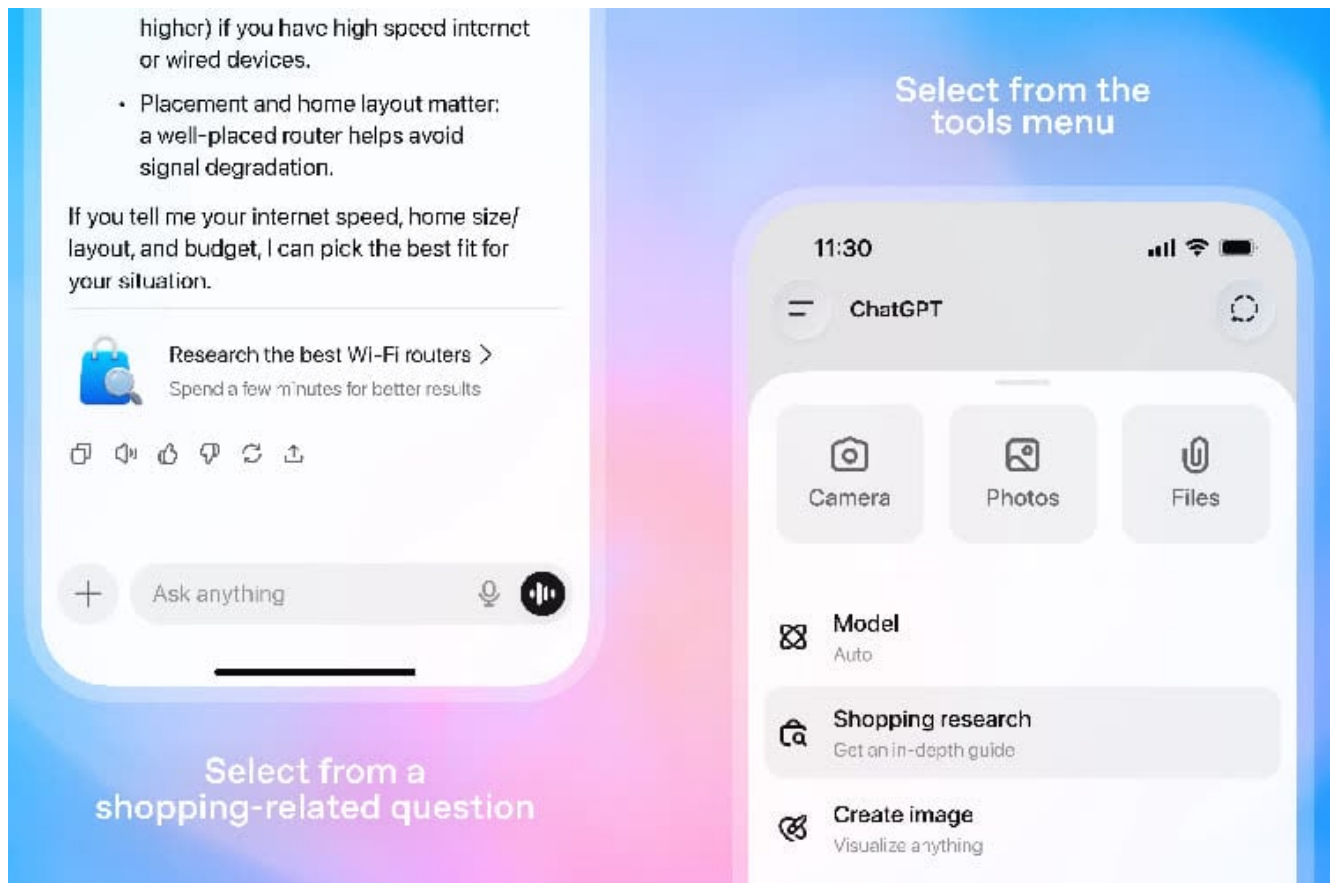 higher) if you have high speed internet
or wired devices.
• Placement and home layout matter:
a well-placed router helps avoid
signal degradation.
If you tell me your internet speed, home size/
layout, and budget, I can pick the best fit for
your situation.
Research the best Wi-Fi routers >
Spend a few minutes for better results
Ask anything
Select from a
shopping-related question
Select from the
tools menu
11:30
ChatGPT
Camera
Photos
Files
Model
Auto
Shopping research
Get an in-depth guide
Create image
Visualize anything